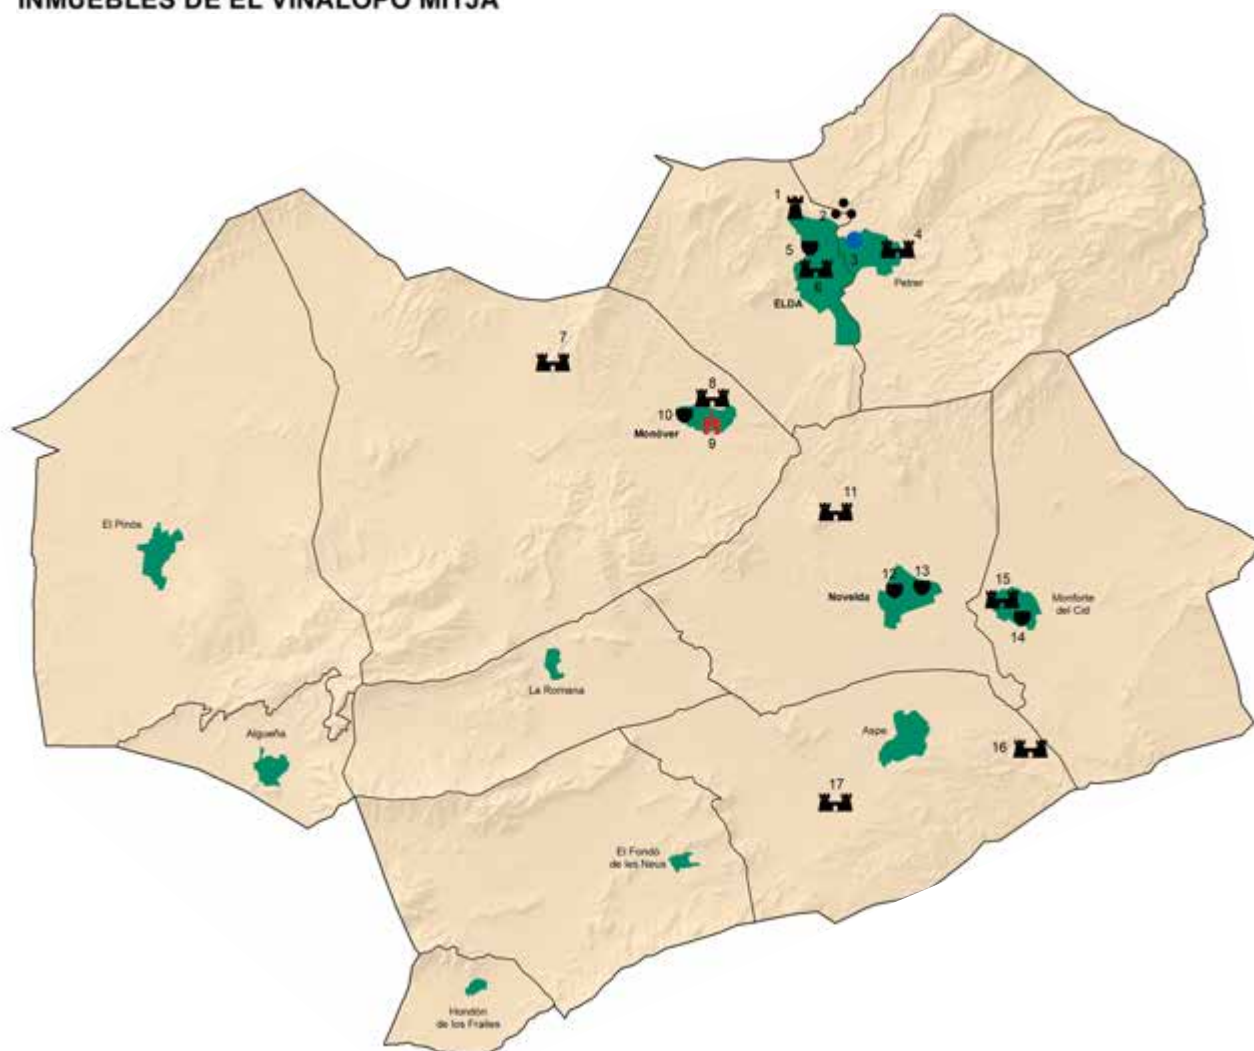 INMUEBLES DE EL VINALOPÓ MITJÀ
1
2
3
4
5
6
ELDA
Petrer
7
8
10
Monóver
9
11
El Pinós
12
13
Novelda
15
Monforte
del Cid
14
La Romana
Algueña
Aspe
16
17
El Fondó
de les Neus
Hondón
de los Frailes